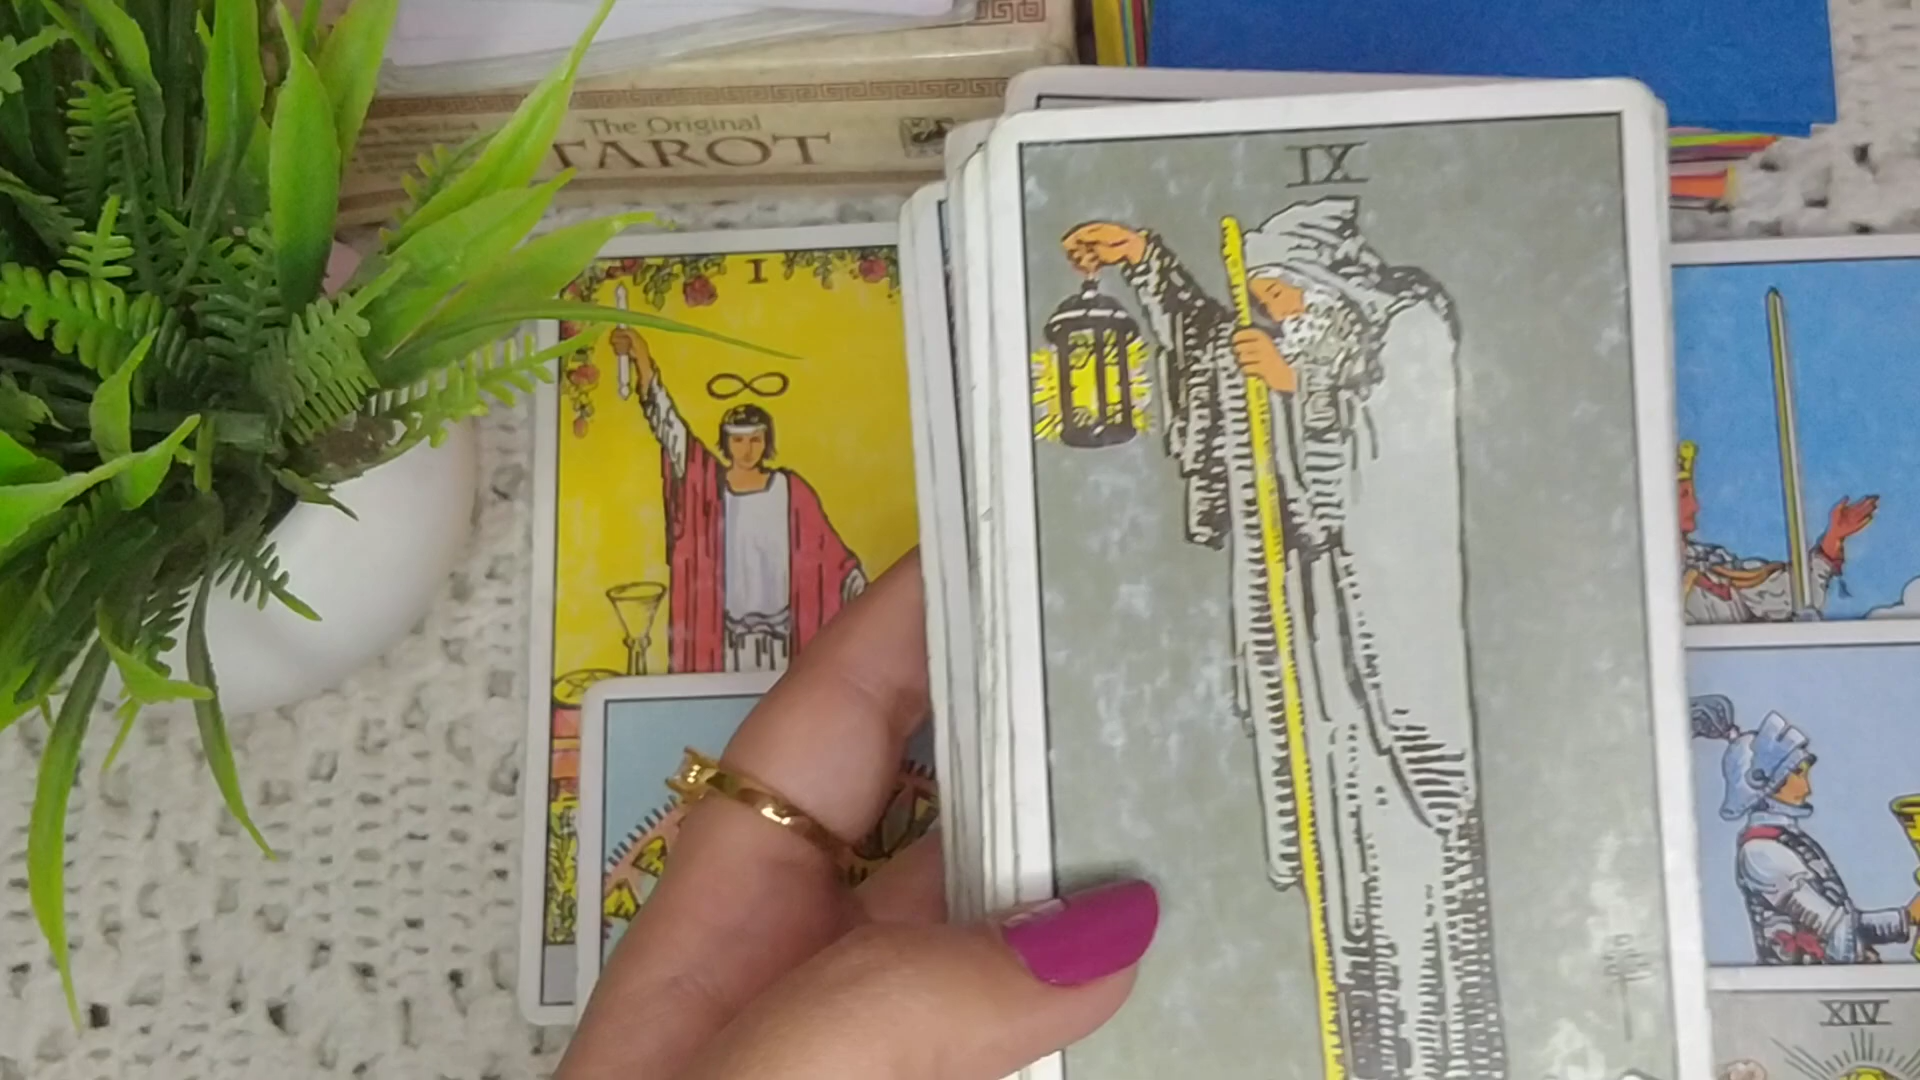 The Original
TAROT
I
IX
XIV